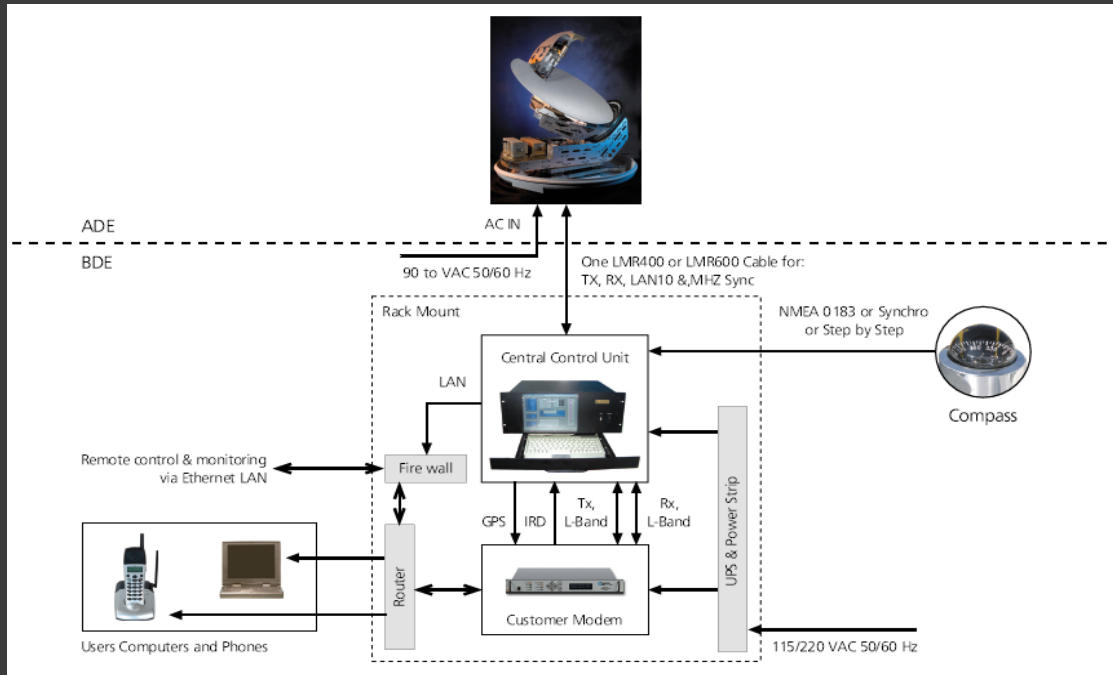 ADE
AC IN
BDE
90 to VAC 50/60 Hz
One LMR400 or LMR600 Cable for:
TX, RX, LAN10 &,MHZ Sync
Rack Mount
NMEA 0183 or Synchro
or Step by Step
Central Control Unit
LAN
Compass
Remote control & monitoring
via Ethernet LAN
Fire wall
GPS
IRD
Tx,
L-Band
Rx,
L-Band
UPS & Power Strip
Router
Customer Modem
Users Computers and Phones
115/220 VAC 50/60 Hz